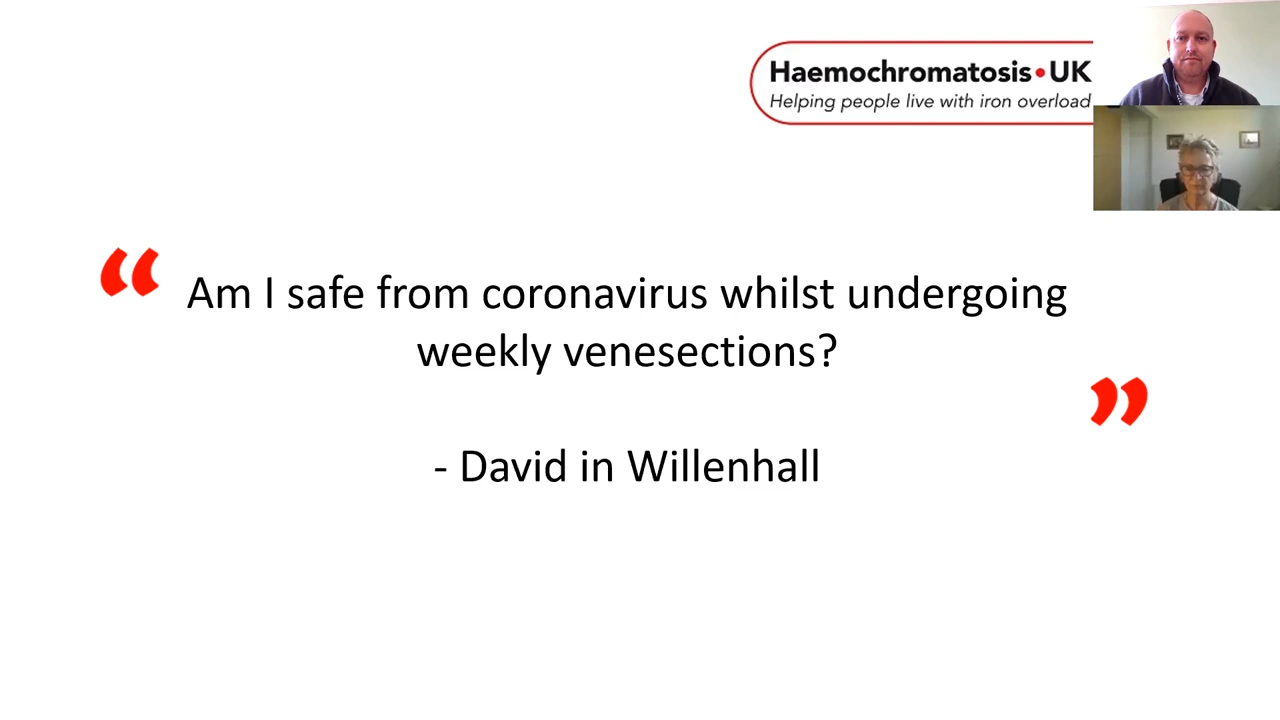 Haemochromatosis•UK
Helping people live with iron overload
“ Am I safe from coronavirus whilst undergoing
weekly venesections?
”
- David in Willenhall